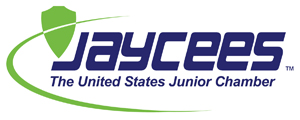 Jaycees ™
The United States Junior Chamber